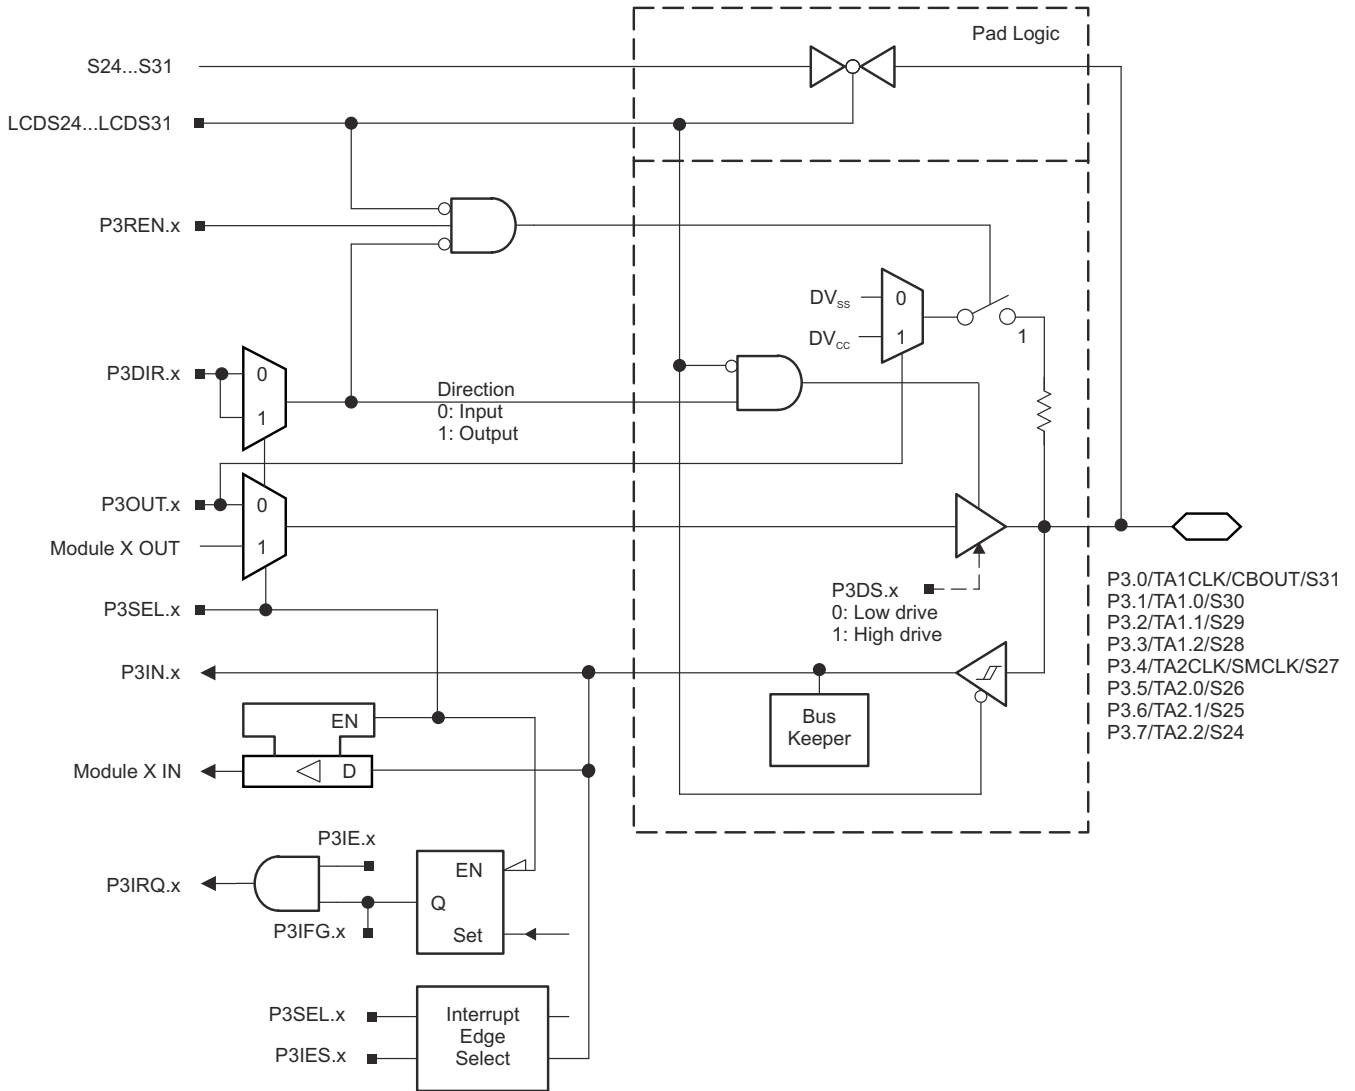 Pad Logic
S24...S31
LCDS24...LCDS31
P3REN.x
DVSS
0
DVCC
1
1
P3DIR.x
0
1
Direction
0: Input
1: Output
P3OUT.x
0
Module X OUT
1
P3DS.x
0: Low drive
1: High drive
P3SEL.x
P3.0/TA1CLK/CBOUT/S31
P3.1/TA1.0/S30
P3.2/TA1.1/S29
P3.3/TA1.2/S28
P3.4/TA2CLK/SMCLK/S27
P3.5/TA2.0/S26
P3.6/TA2.1/S25
P3.7/TA2.2/S24
P3IN.x
Bus
Keeper
EN
Module X IN
D
P3IE.x
EN
P3IRQ.x
Q
P3IFG.x
Set
P3SEL.x
P3IES.x
Interrupt
Edge
Select